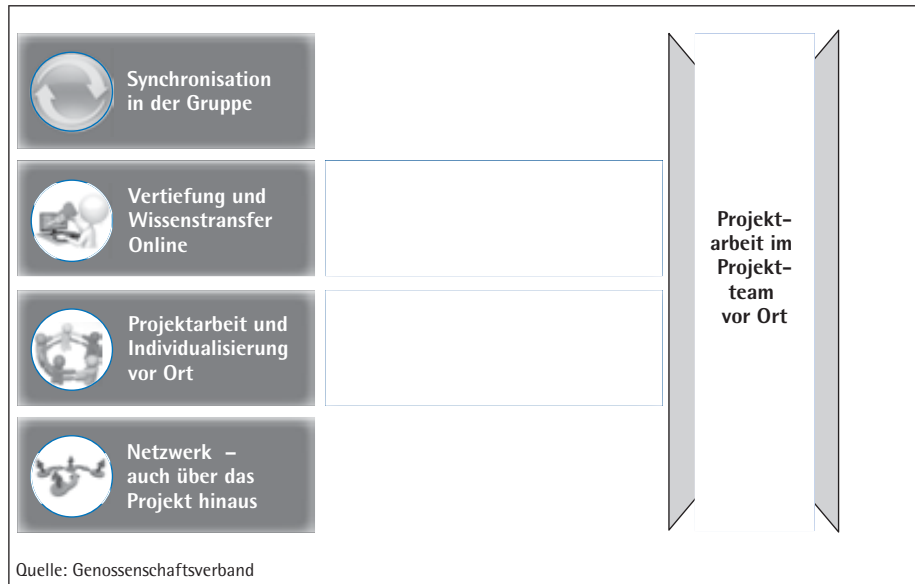 Synchronisation
in der Gruppe
Vertiefung und
Wissenstransfer
Online
Projektarbeit und
Individualisierung
vor Ort
Netzwerk –
auch über das
Projekt hinaus
Projekt-
arbeit im
Projekt-
team
vor Ort
Quelle: Genossenschaftsverband